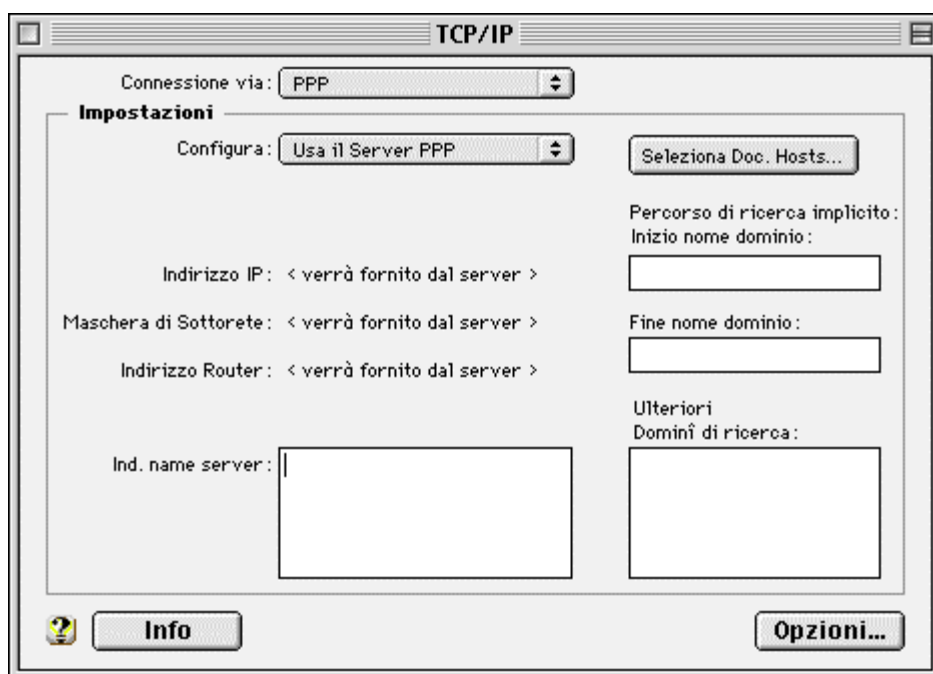 TCP/IP
Connessione via: PPP
Impostazioni
Configura: Usa il Server PPP
Seleziona Doc. Hosts...
Percorso di ricerca implicito:
Inizio nome dominio:
Indirizzo IP: < verrà fornito dal server >
Maschera di Sottorete: < verrà fornito dal server >
Fine nome dominio:
Indirizzo Router: < verrà fornito dal server >
Ulteriori
Dominî di ricerca:
Ind. name server:
?
Info
Opzioni...